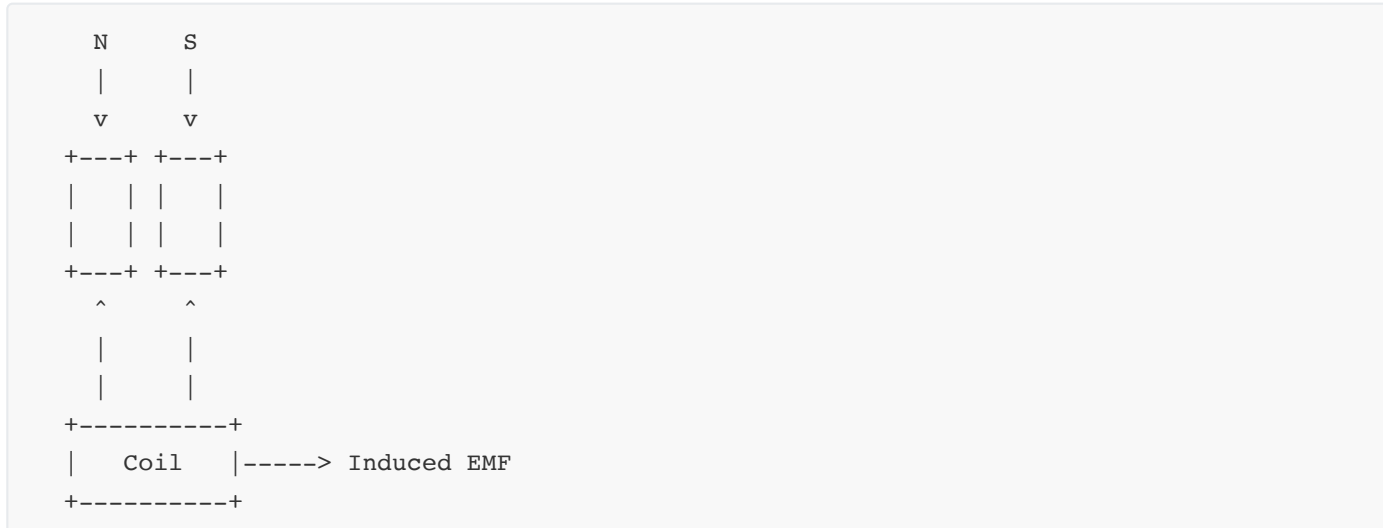 N     S
|     |
v     v
+---+ +---+
|   | |   |
|   | |   |
+---+ +---+
^     ^
|     |
|     |
+----------+
|   Coil   |-----> Induced EMF
+----------+